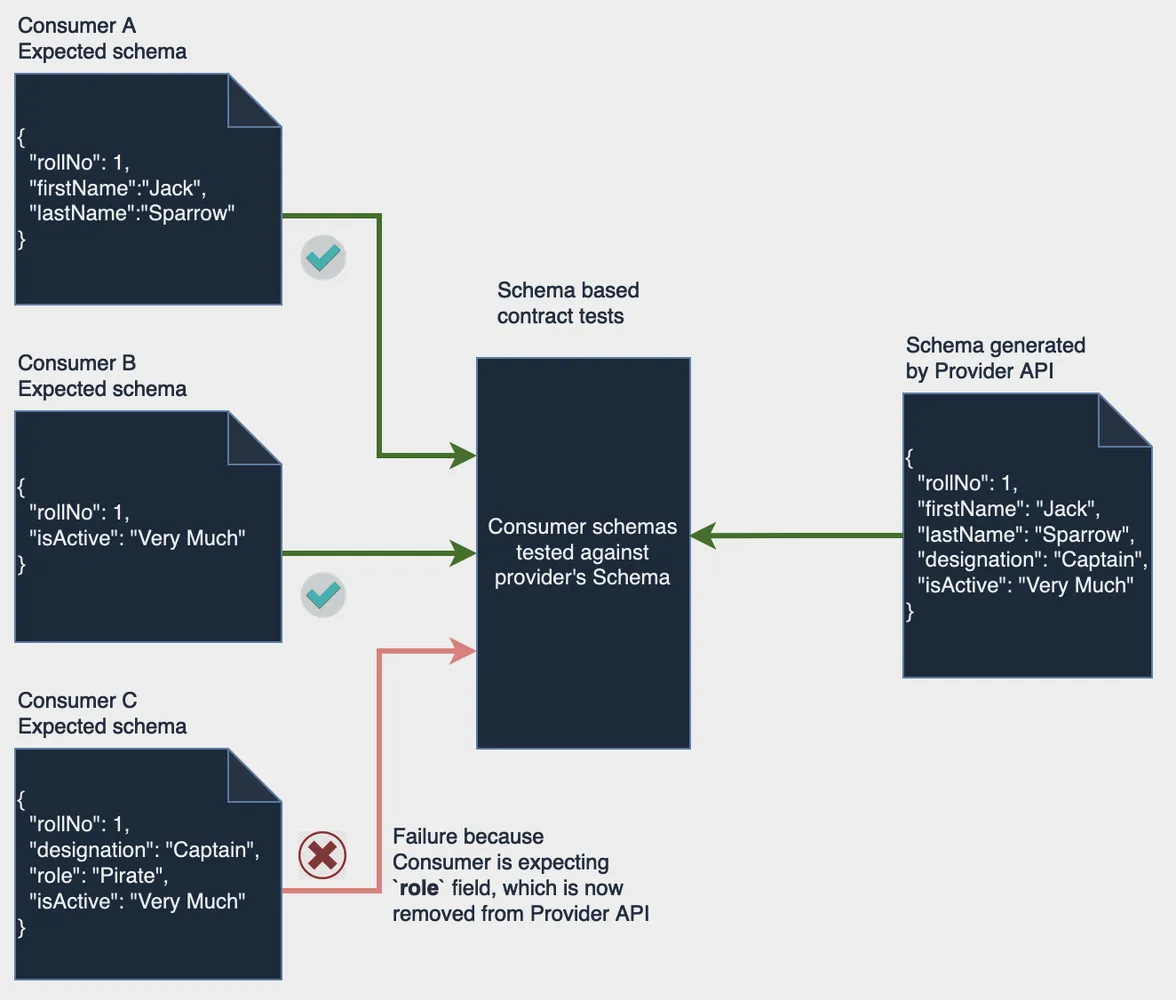 Consumer A
Expected schema
{
"rollNo": 1,
"firstName":"Jack",
"lastName":"Sparrow"
}
Consumer B
Expected schema
{
"rollNo": 1,
"isActive": "Very Much"
}
Consumer C
Expected schema
{
"rollNo": 1,
"designation": "Captain",
"role": "Pirate",
"isActive": "Very Much"
}
Failure because
Consumer is expecting
`role` field, which is now
removed from Provider API
Schema based
contract tests
Consumer schemas
tested against
provider's Schema
Schema generated
by Provider API
{
"rollNo": 1,
"firstName": "Jack",
"lastName": "Sparrow",
"designation": "Captain",
"isActive": "Very Much"
}